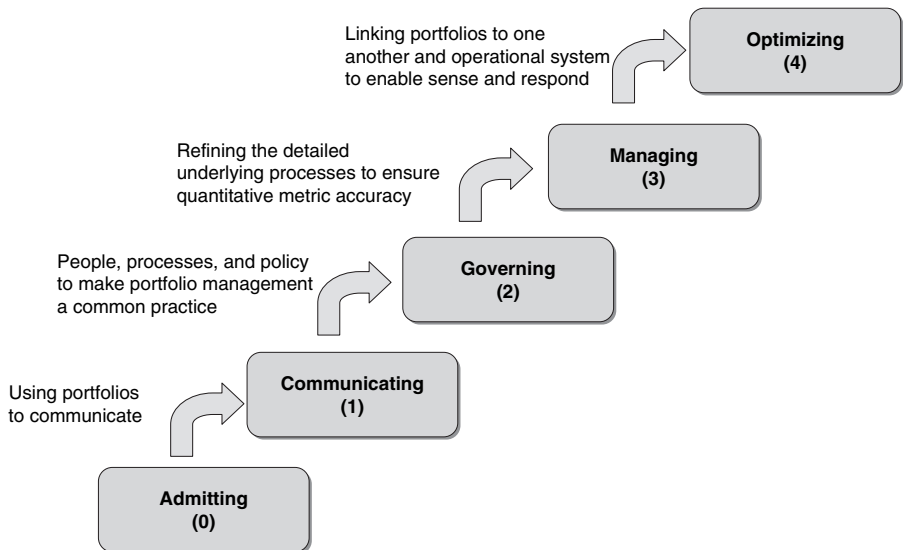 Linking portfolios to one
another and operational system
to enable sense and respond
Optimizing
(4)
Refining the detailed
underlying processes to ensure
quantitative metric accuracy
Managing
(3)
People, processes, and policy
to make portfolio management
a common practice
Governing
(2)
Using portfolios
to communicate
Communicating
(1)
Admitting
(0)